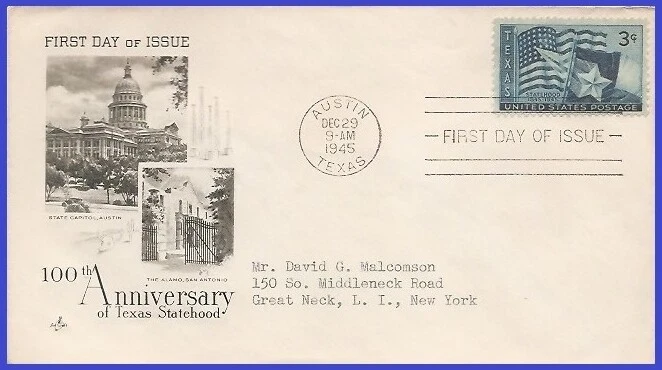 FIRST DAY OF ISSUE
STATE CAPITOL, AUSTIN
THE ALAMO, SAN ANTONIO
100th Anniversary
of Texas Statehood
AUSTIN
DEC 29
9-AM
1945
TEXAS
FIRST DAY OF ISSUE
TEXAS
3¢
STATEHOOD
1845-1945
UNITED STATES POSTAGE
Mr. David G. Malcomson
150 So. Middleneck Road
Great Neck, L. I., New York